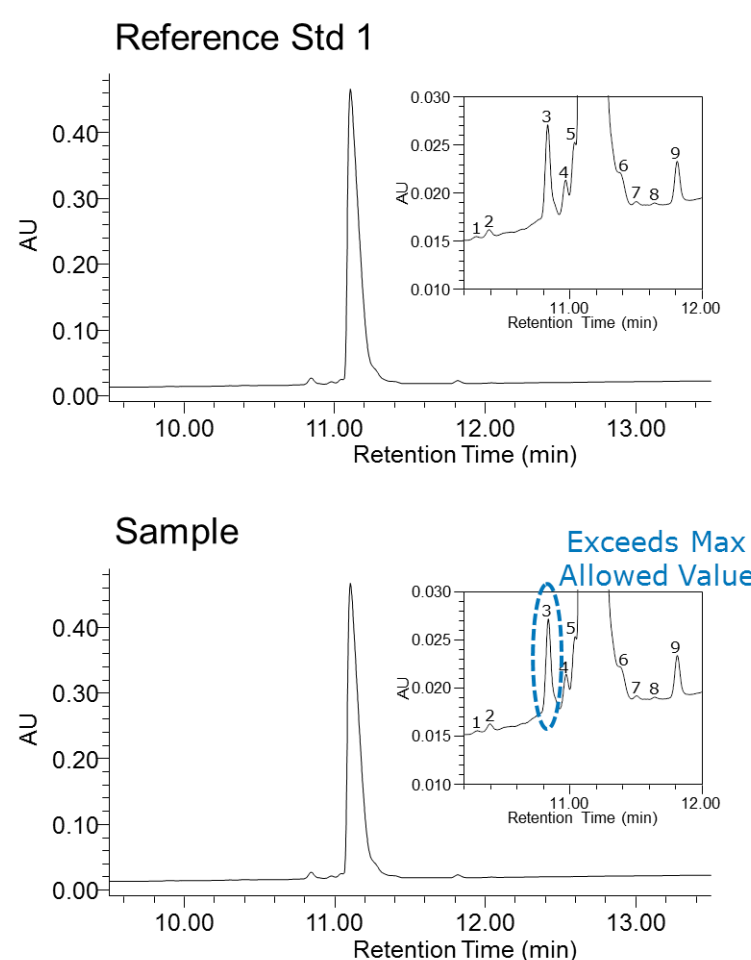 Reference Std 1
AU
0.40
0.30
0.20
0.10
0.00
10.00 11.00 12.00 13.00
Retention Time (min)
AU
0.030
0.025
0.020
0.015
0.010
1 2 3 4 5 6 7 8 9
11.00 12.00
Retention Time (min)
Sample
Exceeds Max
Allowed Value
AU
0.40
0.30
0.20
0.10
0.00
10.00 11.00 12.00 13.00
Retention Time (min)
AU
0.030
0.025
0.020
0.015
0.010
1 2 3 4 5 6 7 8 9
11.00 12.00
Retention Time (min)